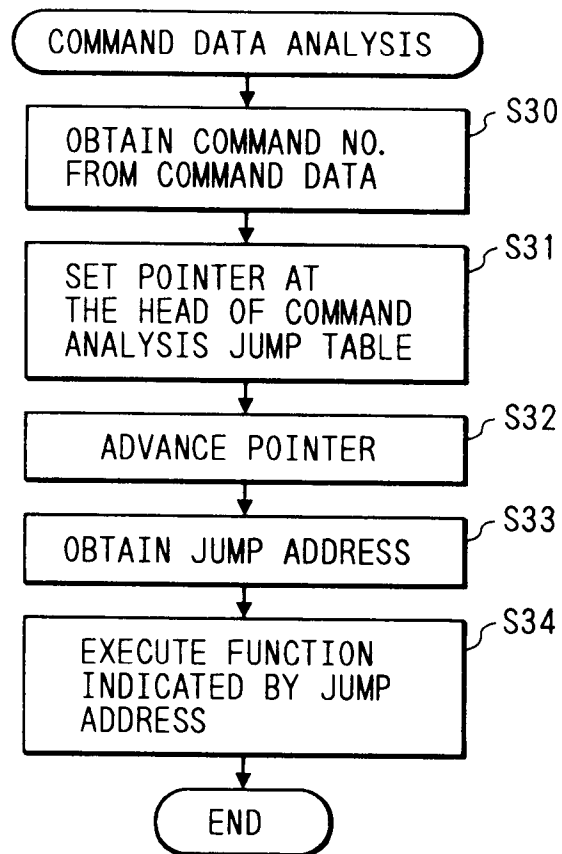 COMMAND DATA ANALYSIS
S30
OBTAIN COMMAND NO.
FROM COMMAND DATA
S31
SET POINTER AT
THE HEAD OF COMMAND
ANALYSIS JUMP TABLE
S32
ADVANCE POINTER
S33
OBTAIN JUMP ADDRESS
S34
EXECUTE FUNCTION
INDICATED BY JUMP
ADDRESS
END